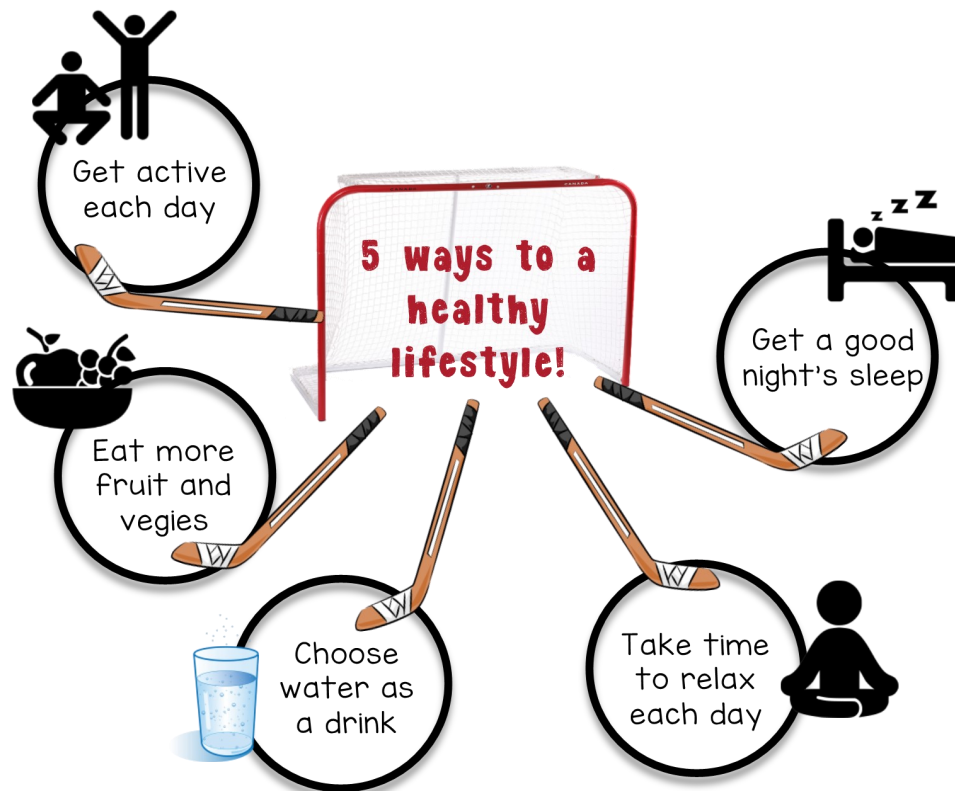 5 ways to a
healthy
lifestyle!
Get active
each day
Eat more
fruit and
vegies
Choose
water as
a drink
Take time
to relax
each day
Get a good
night's sleep
z z z
CANADA